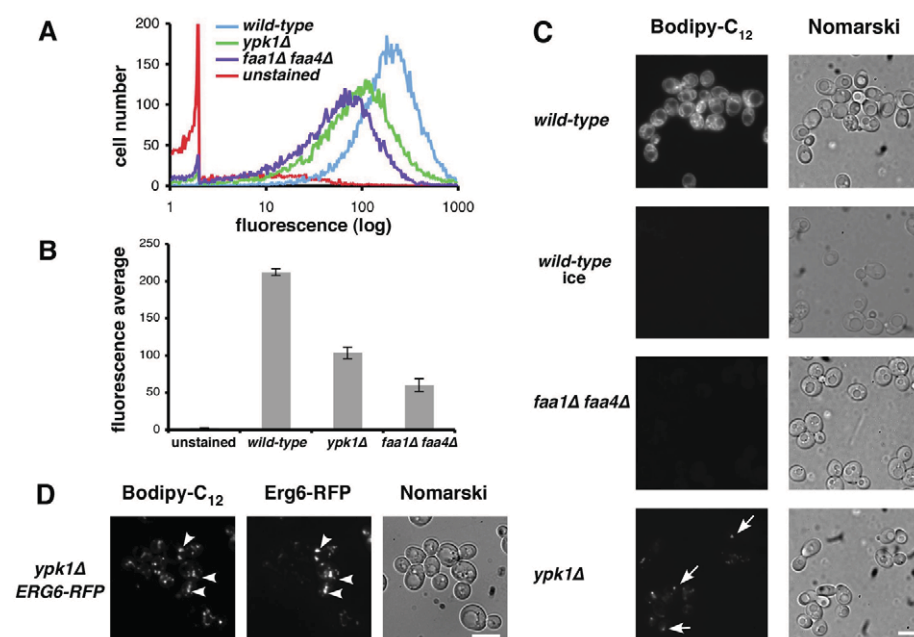 A
wild-type
ypk1Δ
faa1Δ faa4Δ
unstained
cell number
200
150
100
50
0
1
10
100
1000
fluorescence (log)
B
fluorescence average
250
200
150
100
50
0
unstained
wild-type
ypk1Δ
faa1Δ faa4Δ
C
Bodipy-C12
Nomarski
wild-type
wild-type
ice
faa1Δ faa4Δ
ypk1Δ
D
Bodipy-C12
Erg6-RFP
Nomarski
ypk1Δ
ERG6-RFP